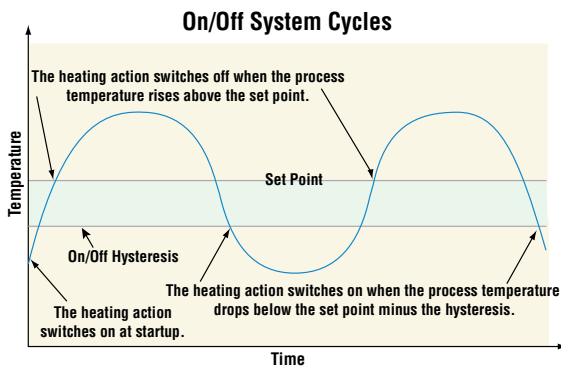 On/Off System Cycles
The heating action switches off when the process
temperature rises above the set point.
Temperature
Set Point
On/Off Hysteresis
The heating action switches on when the process temperature
drops below the set point minus the hysteresis.
The heating action
switches on at startup.
Time